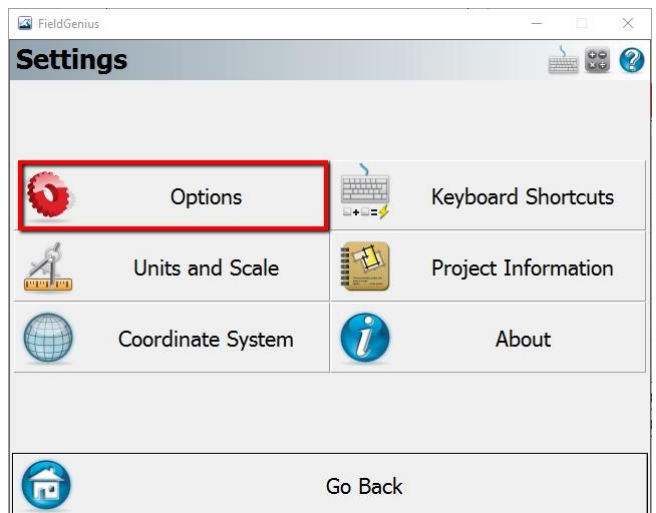 FieldGenius
Settings
Options
Keyboard Shortcuts
Units and Scale
Project Information
Coordinate System
About
Go Back